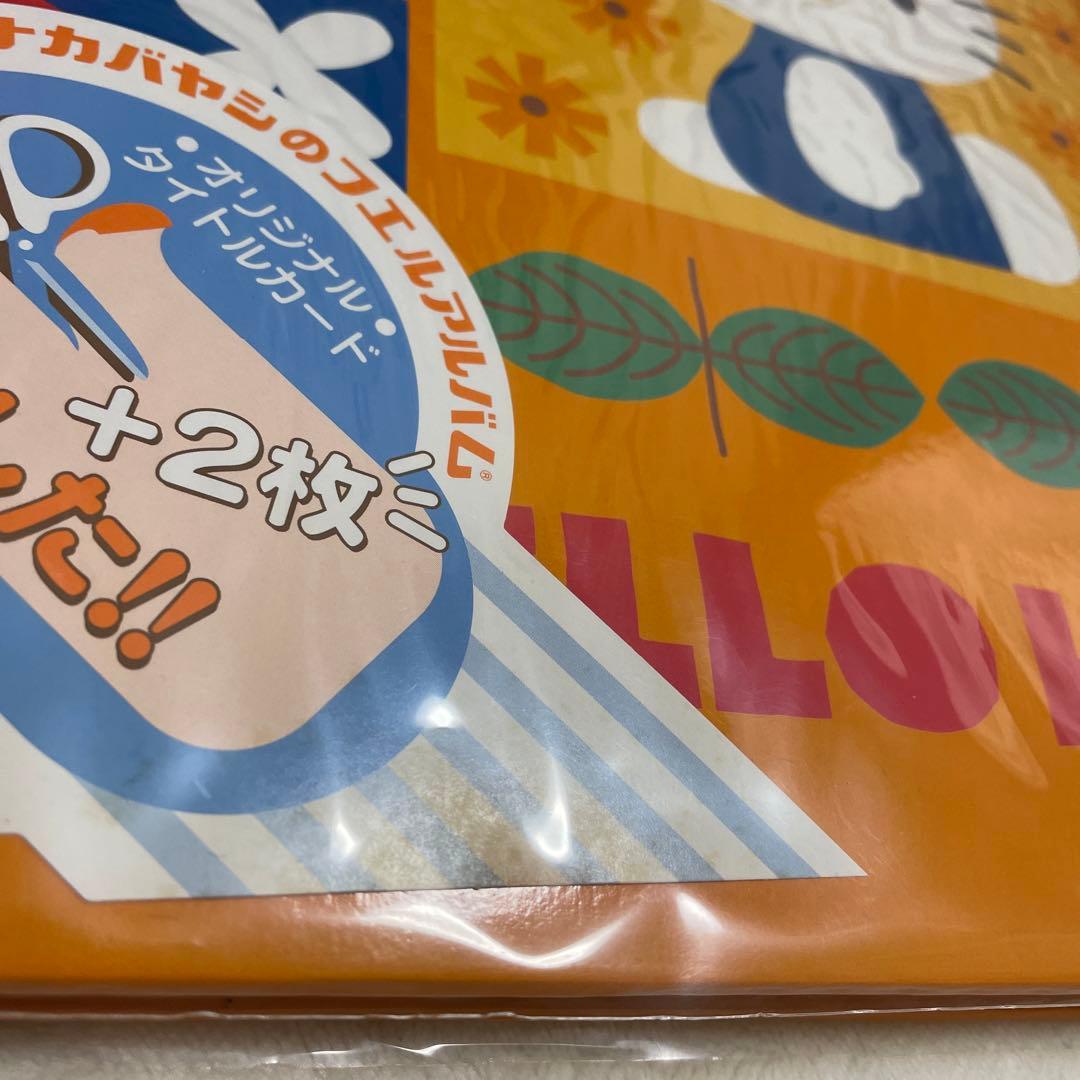 ナカバヤシのフエルアルバム®
・オリジナル・
タイトルカード
+2枚
た!!
LLO